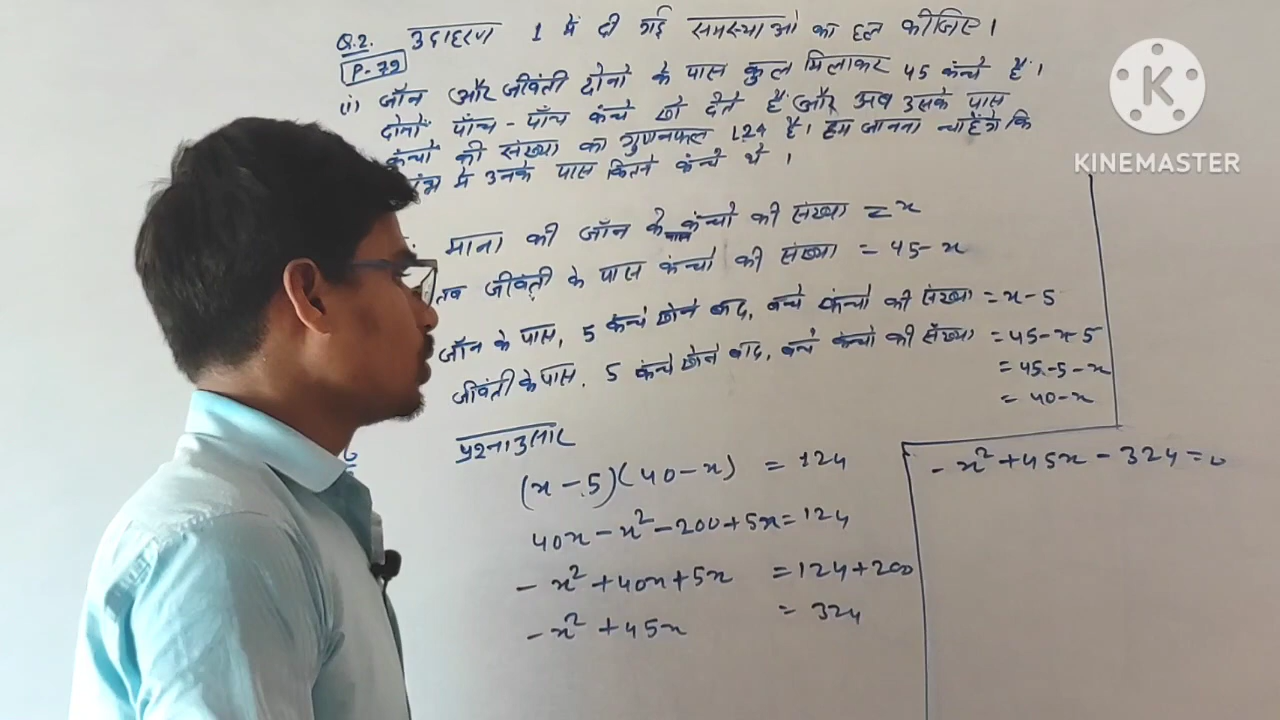 Q.2. उदाहरण 1 में दी गई समस्याओं का हल कीजिए।
P-79
(i) जॉन और जीवंती दोनों के पास कुल मिलाकर 45 कंचे हैं।
दोनों पाँच-पाँच कंचे खो देते हैं और अब उसके पास
कंचों की संख्या का गुणनफल 124 है। हम जानना चाहेंगे कि
में उनके पास कितने कंचे थे।
माना की जॉन के पास कंचों की संख्या = x
तब जीवंती के पास कंचों की संख्या = 45-x
जॉन के पास, 5 कंचे खोने बाद, बचे कंचों की संख्या = x-5
जीवंती के पास, 5 कंचे खोने बाद, बचे कंचों की संख्या = 45-x-5
= 45-5-x
= 40-x
प्रश्नानुसार
(x-5)(40-x) = 124
40x-x²-200+5x=124
-x²+40x+5x = 124+200
-x²+45x = 324
-x²+45x-324=0
KINEMASTER